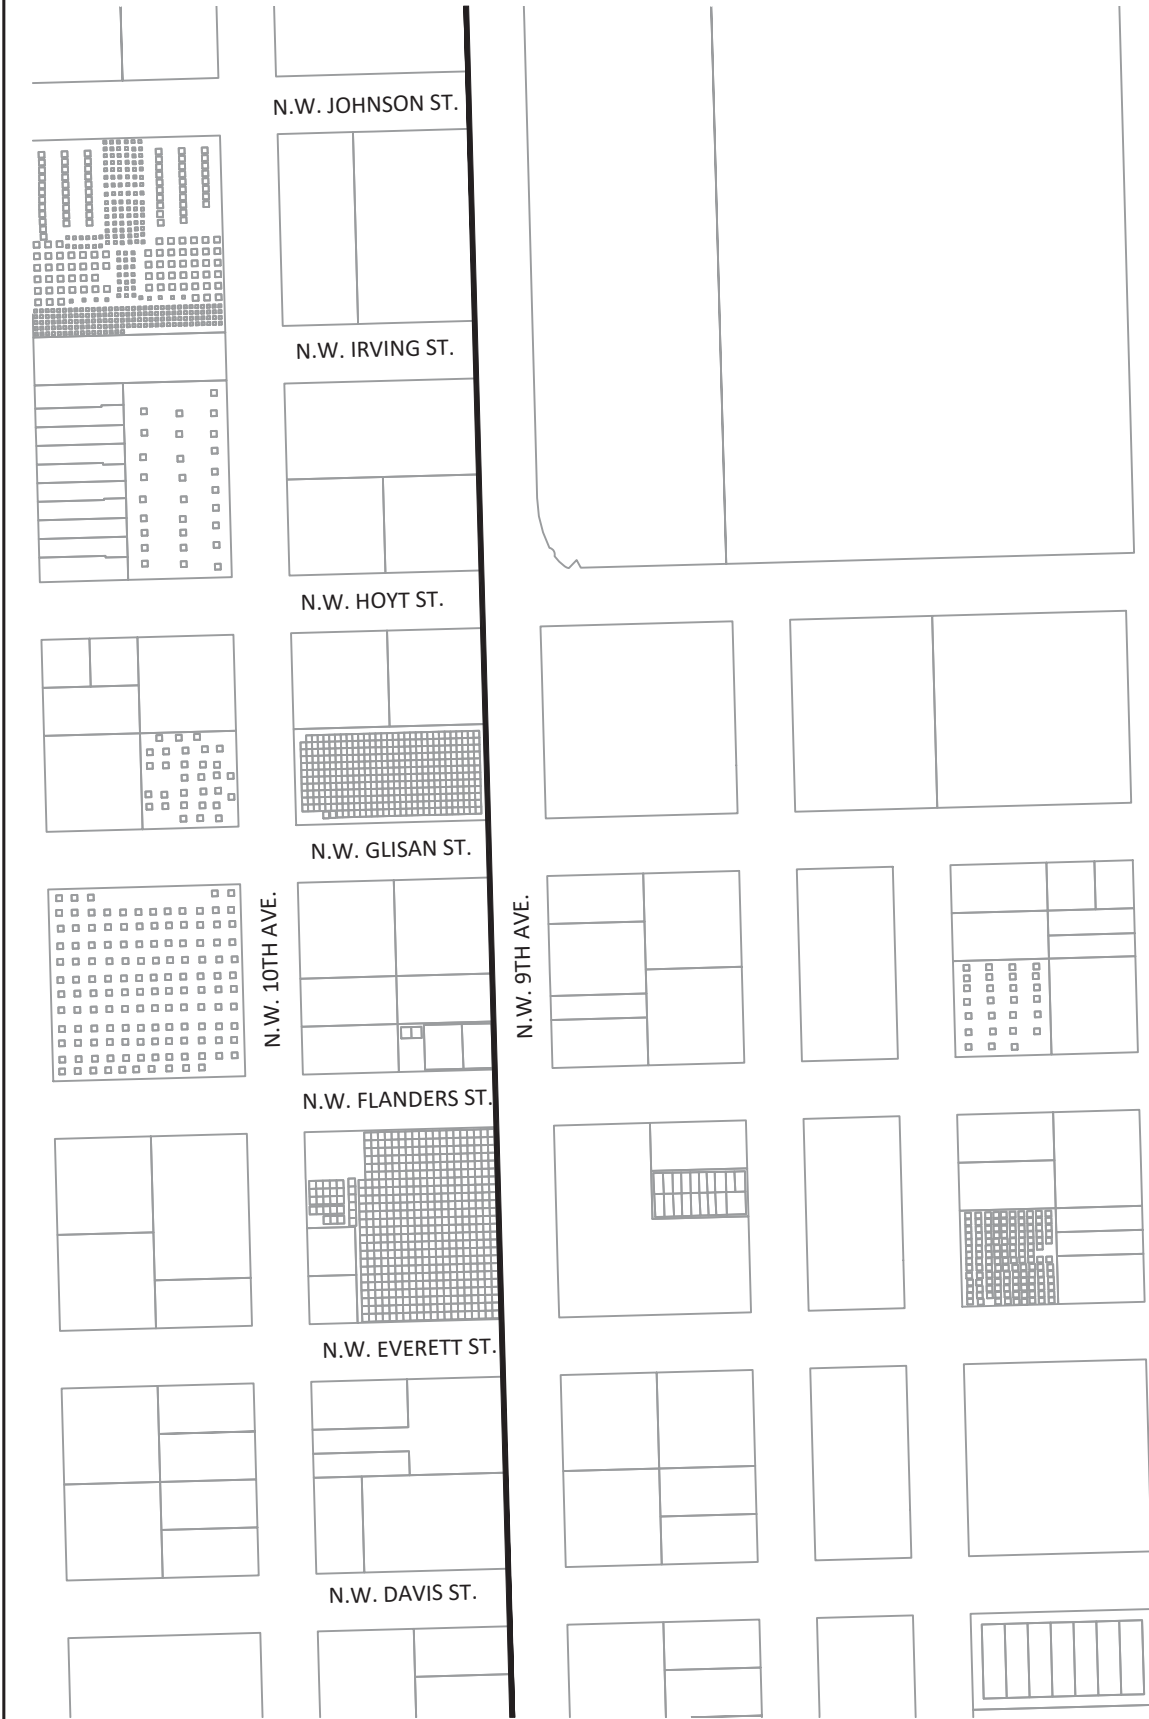 N.W. JOHNSON ST.
N.W. IRVING ST.
N.W. HOYT ST.
N.W. GLISAN ST.
N.W. 10TH AVE.
N.W. 9TH AVE.
N.W. FLANDERS ST.
N.W. EVERETT ST.
N.W. DAVIS ST.